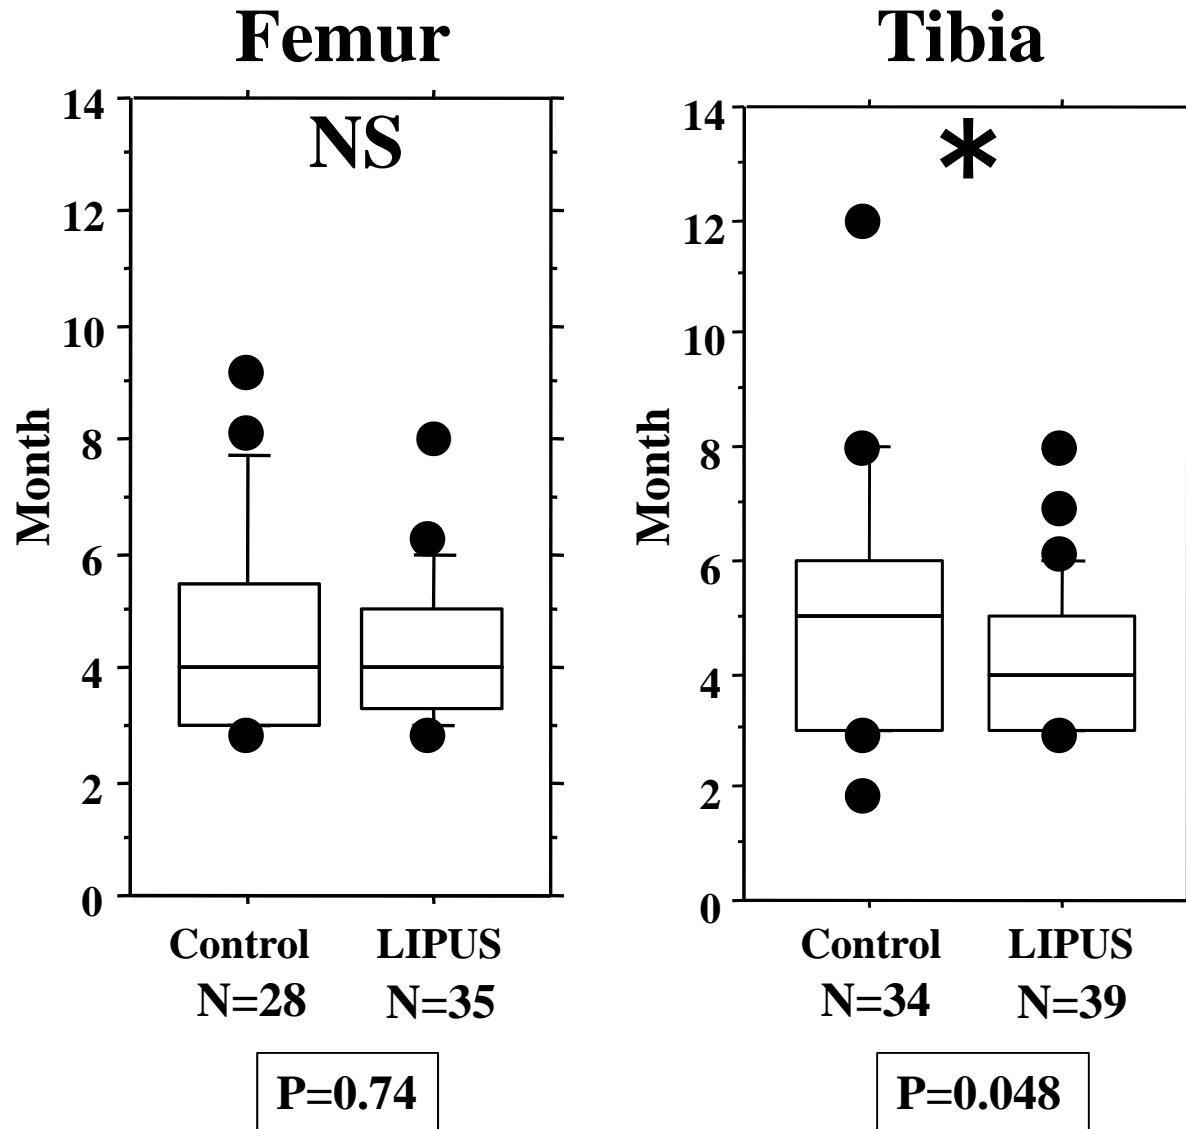 Femur
NS
14
12
10
8
6
4
2
0
Month
Control
LIPUS
N=28
N=35
P=0.74
Tibia
*
14
12
10
8
6
4
2
0
Month
Control
LIPUS
N=34
N=39
P=0.048